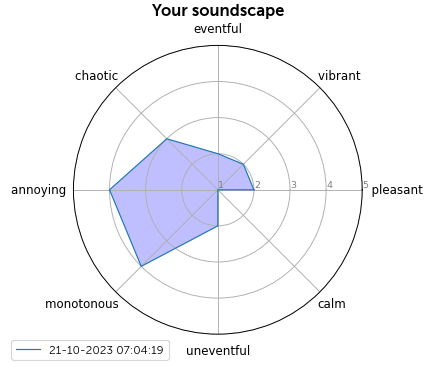 Your soundscape
eventful
chaotic
vibrant
annoying
1 2 3 4 5
pleasant
monotonous
calm
uneventful
21-10-2023 07:04:19